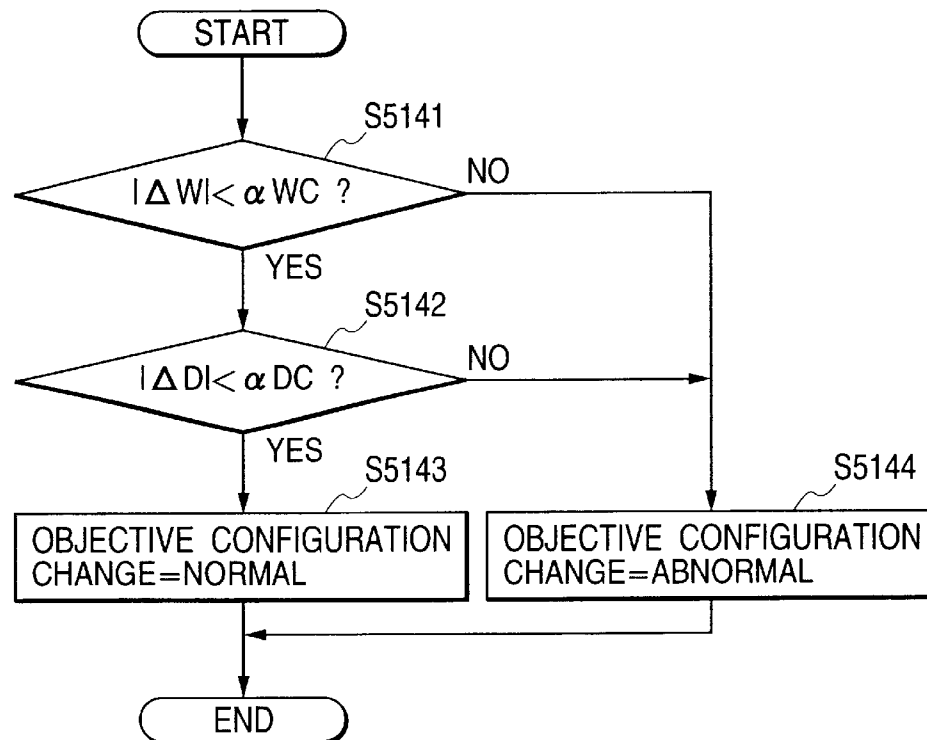 START
S5141
|ΔW|< αWC ?
NO
YES
S5142
|ΔD|< αDC ?
NO
YES
S5143
OBJECTIVE CONFIGURATION
CHANGE=NORMAL
S5144
OBJECTIVE CONFIGURATION
CHANGE=ABNORMAL
END